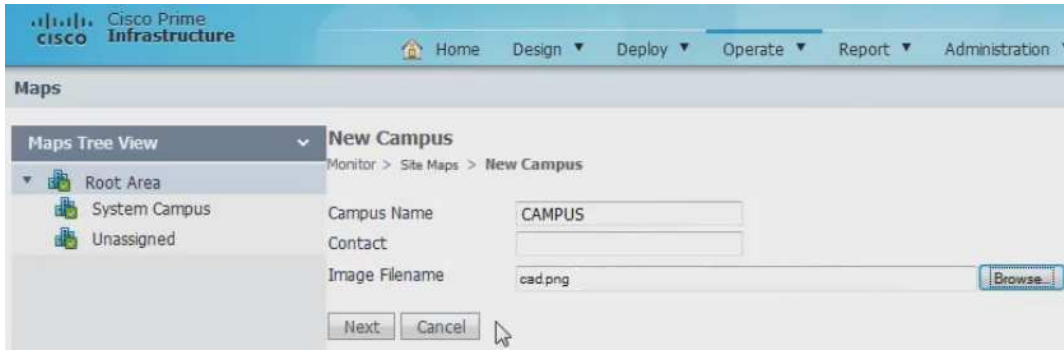 Cisco Prime
CISCO Infrastructure
Home Design Deploy Operate Report Administration
Maps
Maps Tree View
New Campus
Monitor > Site Maps > New Campus
Root Area
System Campus
Unassigned
Campus Name CAMPUS
Contact
Image Filename cad.png Browse...
Next Cancel